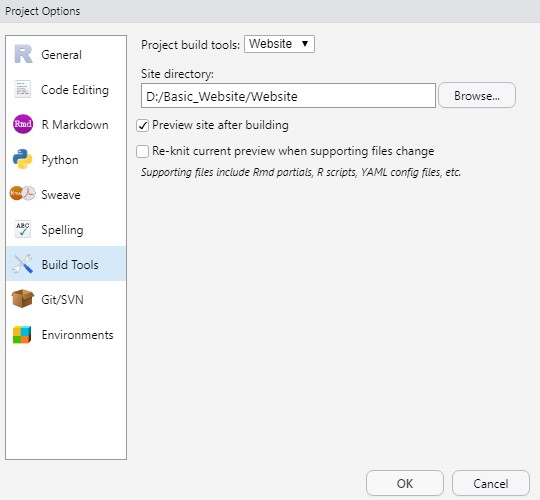 Project Options
General
Code Editing
Rmd R Markdown
Python
Sweave
ABC Spelling
Build Tools
Git/SVN
Environments
Project build tools: Website
Site directory:
D:/Basic_Website/Website Browse...
Preview site after building
Re-knit current preview when supporting files change
Supporting files include Rmd partials, R scripts, YAML config files, etc.
OK Cancel